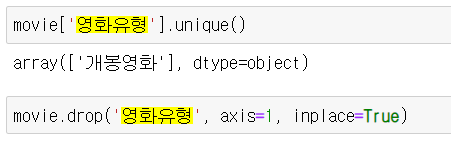 movie['영화유형'].unique()
array(['개봉영화'], dtype=object)
movie.drop('영화유형', axis=1, inplace=True)